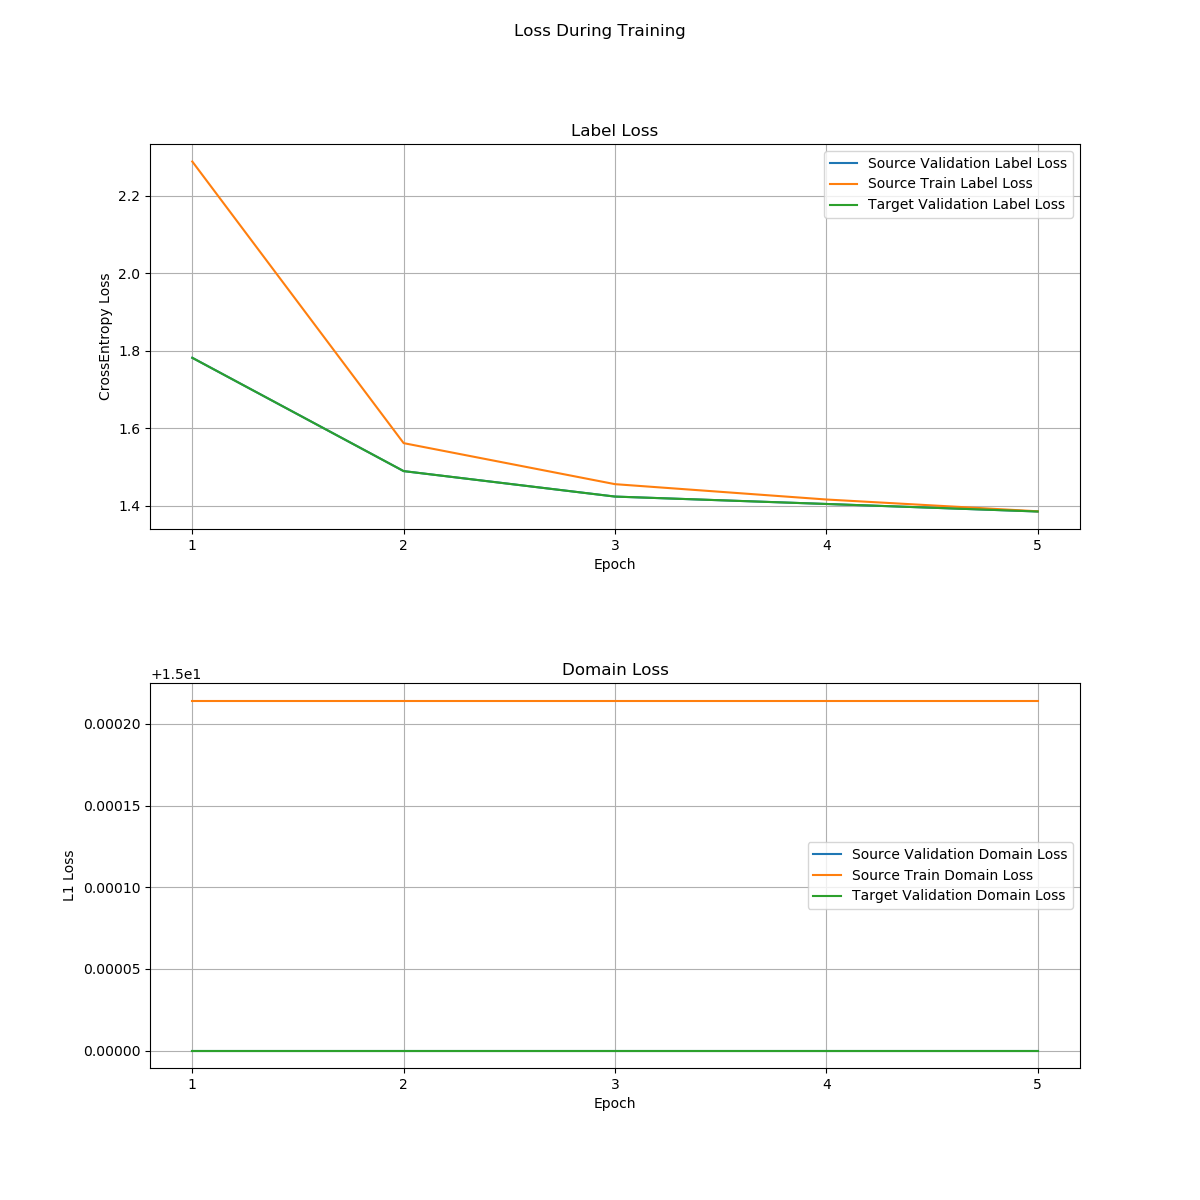 Loss During Training
Label Loss
Source Validation Label Loss
Source Train Label Loss
Target Validation Label Loss
CrossEntropy Loss
2.2
2.0
1.8
1.6
1.4
1 2 3 4 5
Epoch
Domain Loss
+1.5e1
Source Validation Domain Loss
Source Train Domain Loss
Target Validation Domain Loss
L1 Loss
0.00020
0.00015
0.00010
0.00005
0.00000
1 2 3 4 5
Epoch